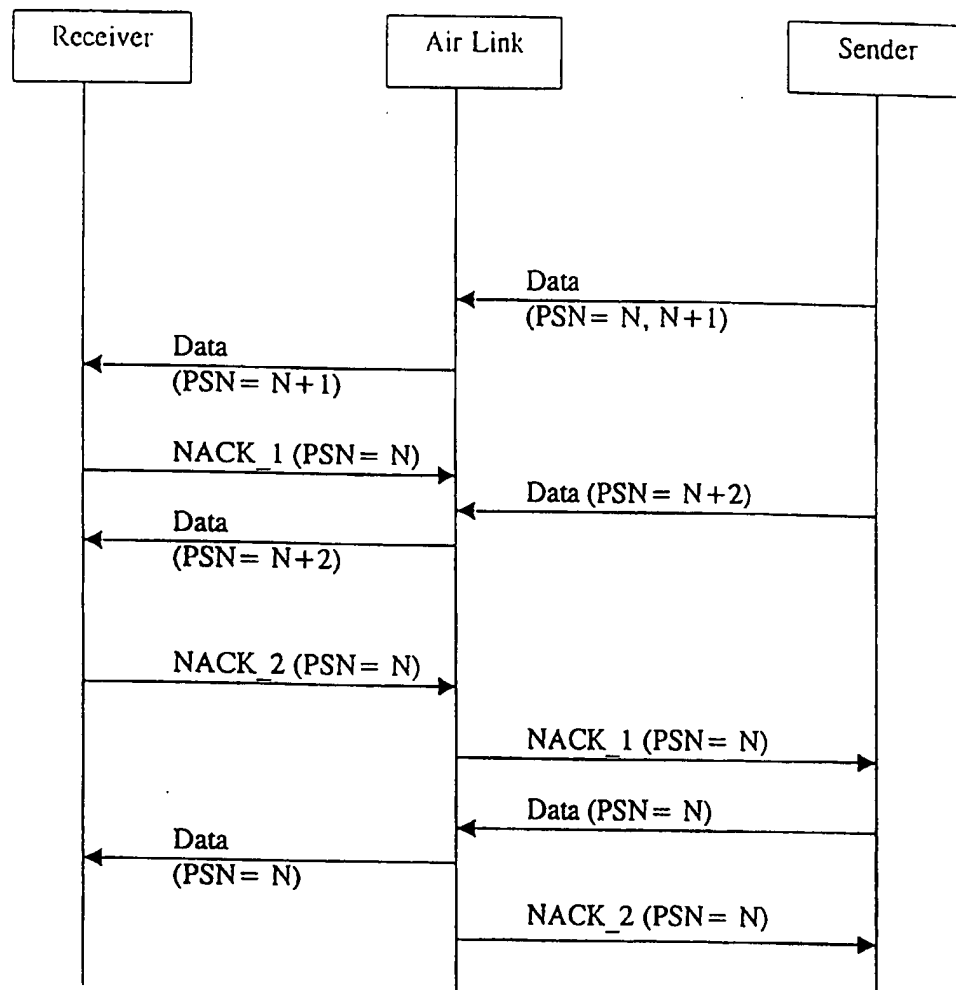 Receiver
Air Link
Sender
Data
(PSN= N, N+1)
Data
(PSN= N+1)
NACK_1 (PSN= N)
Data (PSN= N+2)
Data
(PSN= N+2)
NACK_2 (PSN= N)
NACK_1 (PSN= N)
Data (PSN= N)
Data
(PSN= N)
NACK_2 (PSN= N)